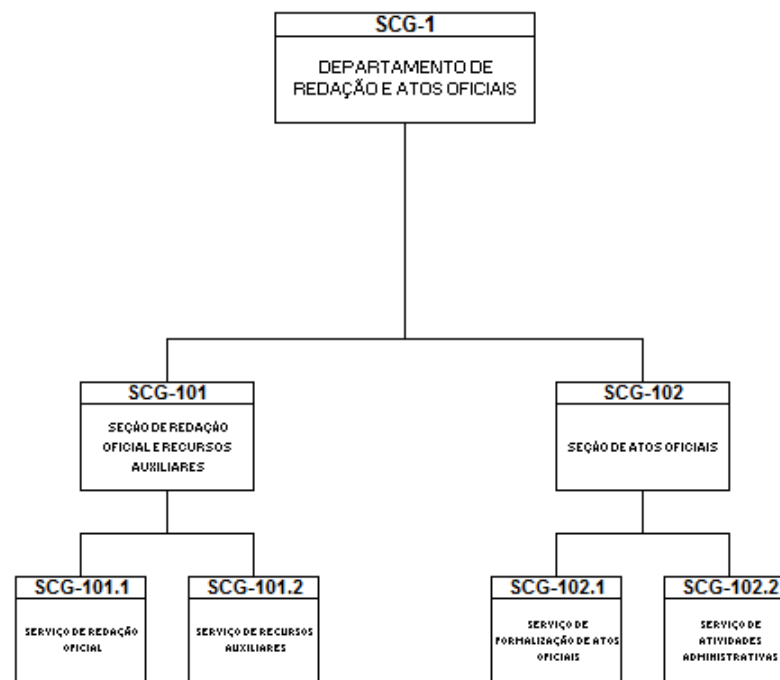 SCG-1
DEPARTAMENTO DE
REDAÇÃO E ATOS OFICIAIS
SCG-101
SEÇÃO DE REDAÇÃO
OFICIAL E RECURSOS
AUXILIARES
SCG-102
SEÇÃO DE ATOS OFICIAIS
SCG-101.1
SERVIÇO DE REDAÇÃO
OFICIAL
SCG-101.2
SERVIÇO DE RECURSOS
AUXILIARES
SCG-102.1
SERVIÇO DE
FORMALIZAÇÃO DE ATOS
OFICIAIS
SCG-102.2
SERVIÇO DE
ATIVIDADES
ADMINISTRATIVAS